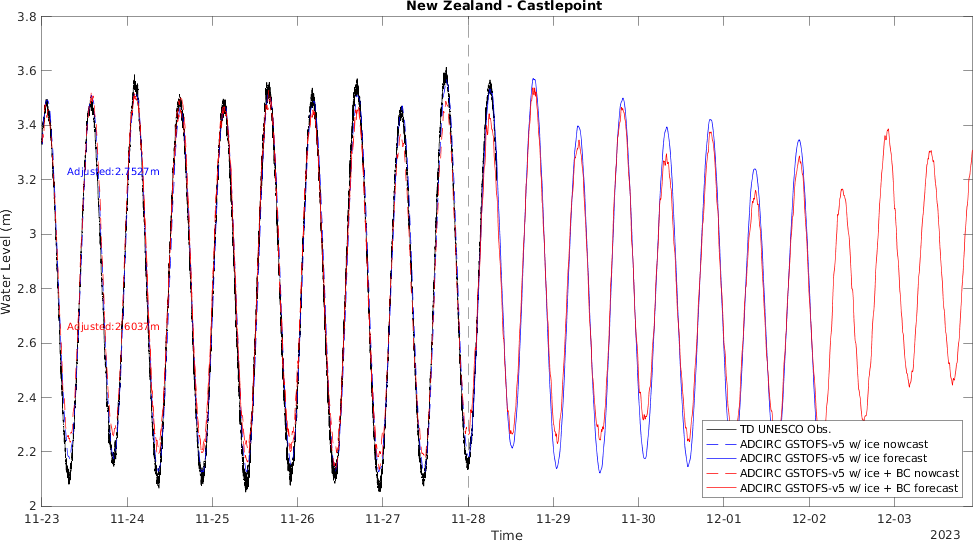 New Zealand - Castlepoint
Water Level (m)
3.8
3.6
3.4
3.2
3
2.8
2.6
2.4
2.2
2
Adjusted:2.7527m
Adjusted:2.6037m
TD UNESCO Obs.
ADCIRC GSTOFS-v5 w/ ice nowcast
ADCIRC GSTOFS-v5 w/ ice forecast
ADCIRC GSTOFS-v5 w/ ice + BC nowcast
ADCIRC GSTOFS-v5 w/ ice + BC forecast
11-23 11-24 11-25 11-26 11-27 11-28 11-29 11-30 12-01 12-02 12-03
Time
2023